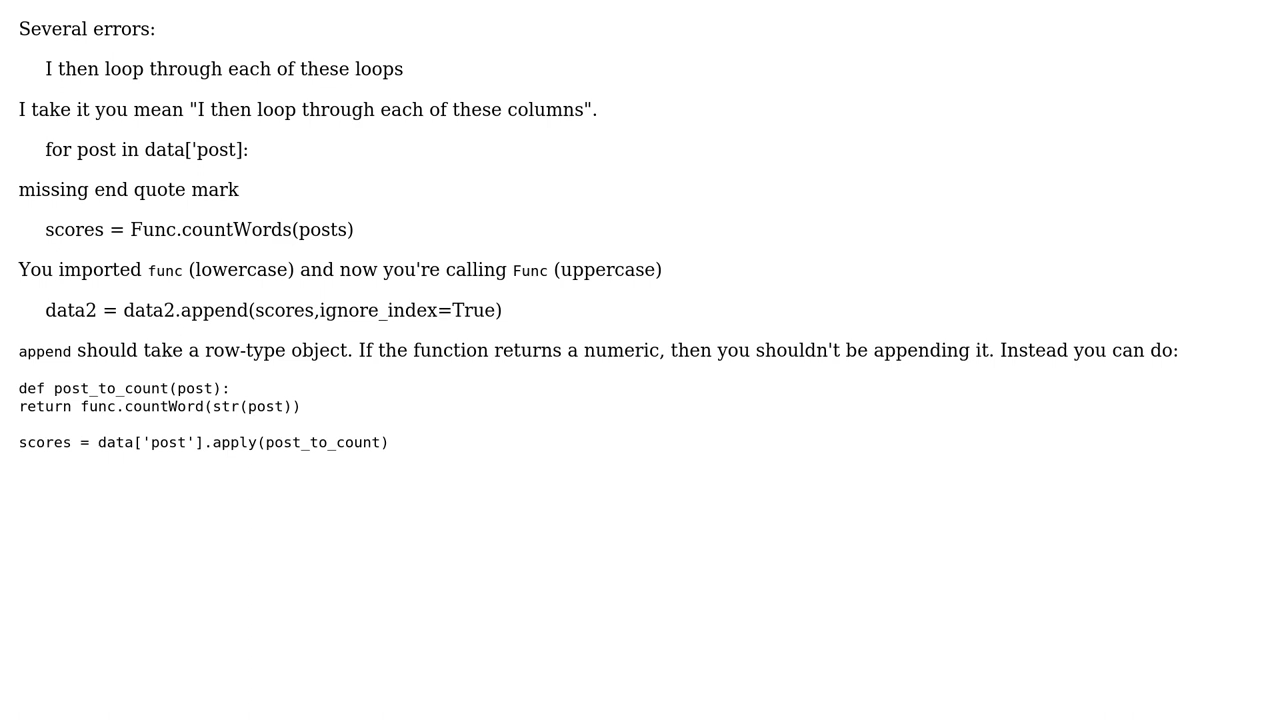 Several errors:
I then loop through each of these loops
I take it you mean "I then loop through each of these columns".
for post in data['post]:
missing end quote mark
scores = Func.countWords(posts)
You imported func (lowercase) and now you're calling Func (uppercase)
data2 = data2.append(scores,ignore_index=True)
append should take a row-type object. If the function returns a numeric, then you shouldn't be appending it. Instead you can do:
def post_to_count(post):
return func.countWord(str(post))
scores = data['post'].apply(post_to_count)